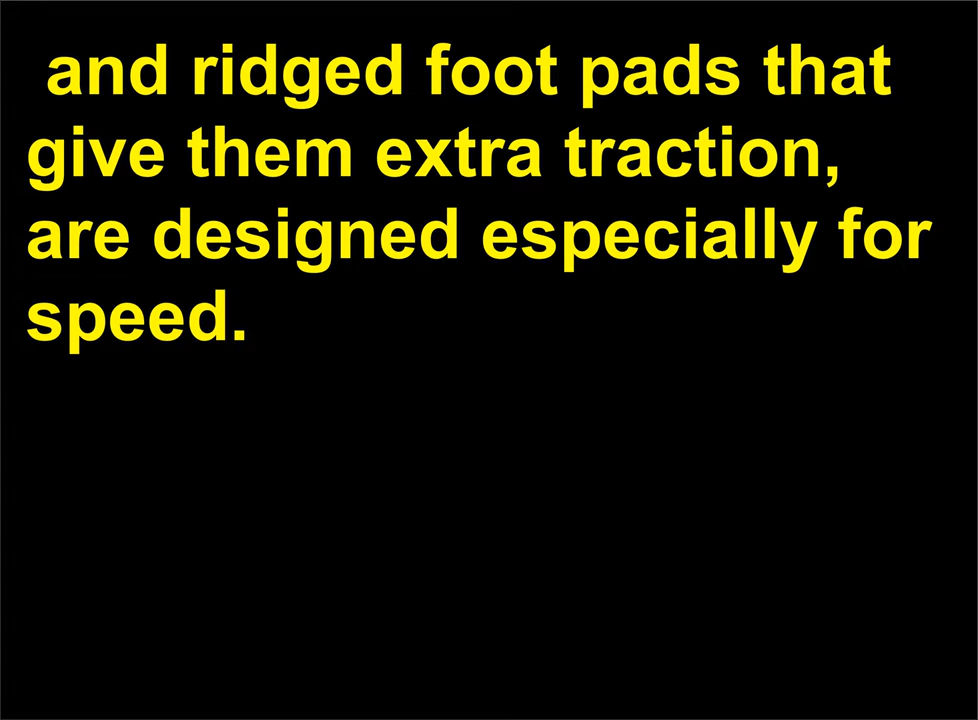 and ridged foot pads that
give them extra traction,
are designed especially for
speed.